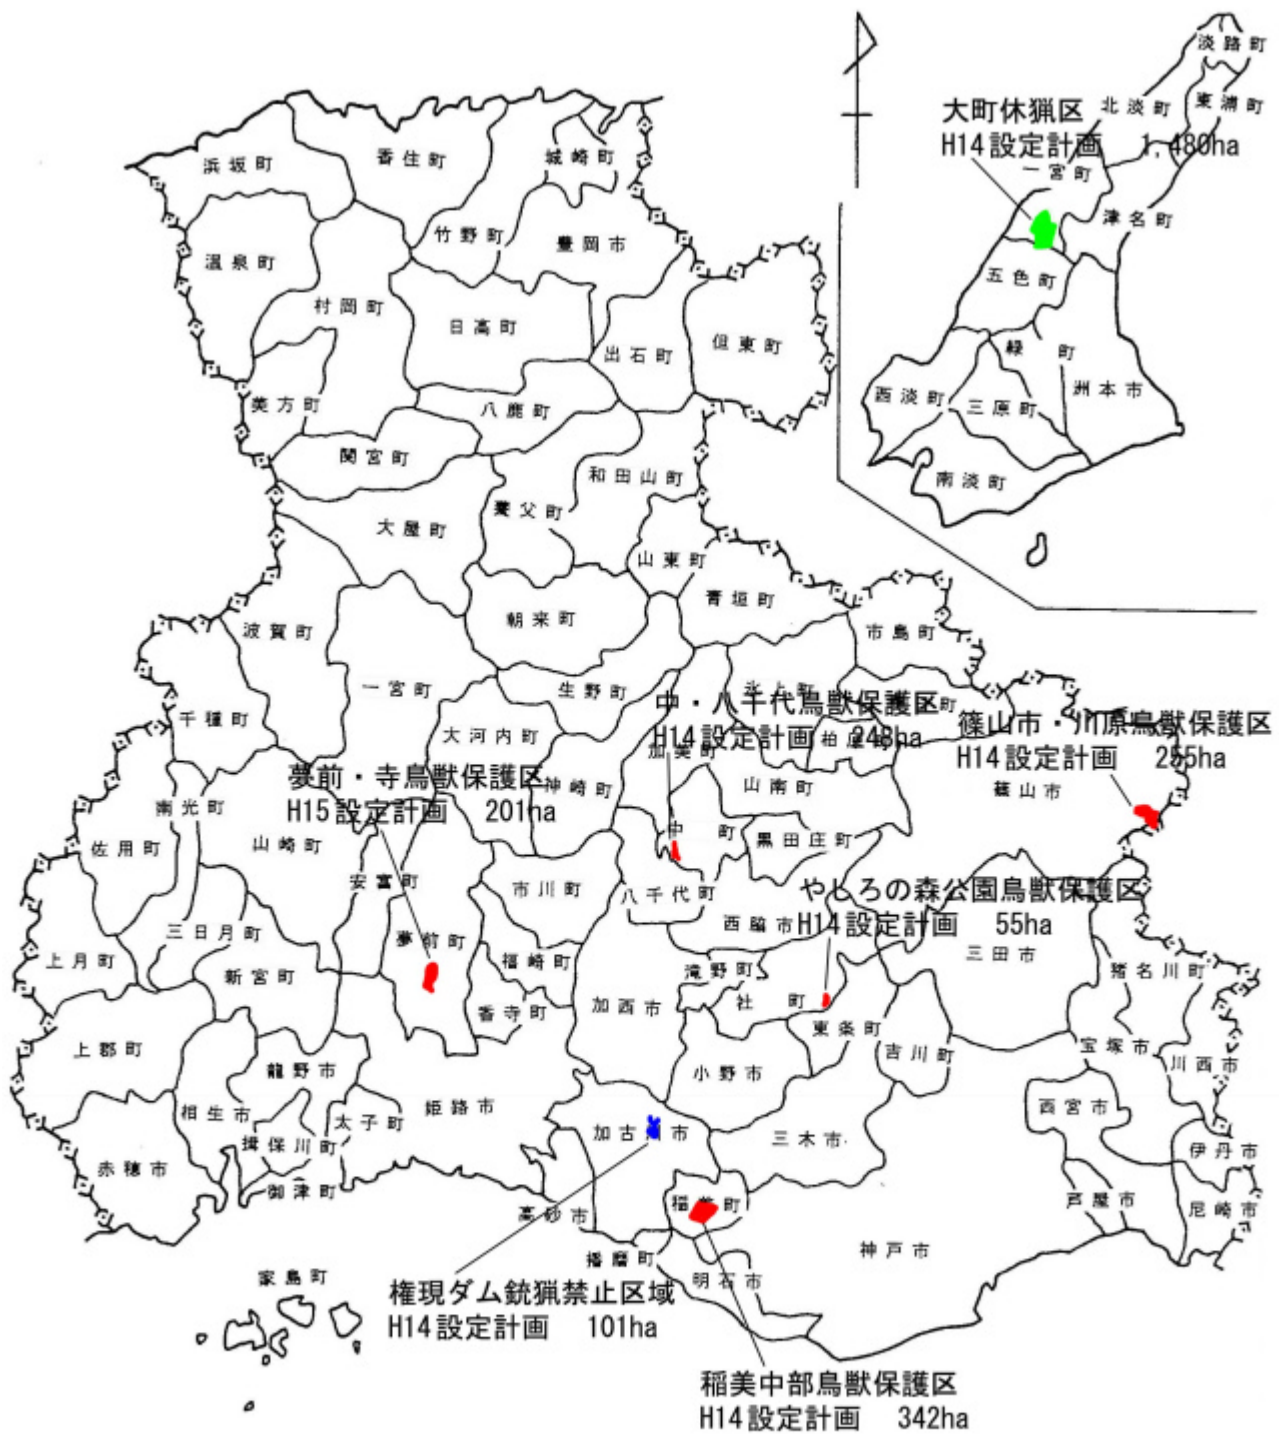 淡路町
北淡町
東浦町
大町休猟区
H14設定計画 1,480ha
一宮町
津名町
五色町
緑町
西淡町
三原町
洲本市
南淡町
浜坂町
香住町
城崎町
竹野町
豊岡市
温泉町
村岡町
日高町
出石町
但東町
美方町
八鹿町
関宮町
和田山町
養父町
大屋町
山東町
青垣町
朝来町
市島町
波賀町
一宮町
生野町
氷上町
千種町
大河内町
中・八千代鳥獣保護区
H14設定計画 248ha
加美町
柏原
町
篠山市・川原鳥獣保護区
H14設定計画 255ha
篠山市
夢前・寺鳥獣保護区
H15設定計画 201ha
神崎町
山南町
南光町
佐用町
山崎町
中町
黒田庄町
安富町
市川町
八千代町
やしろの森公園鳥獣保護区
H14設定計画 55ha
西脇市
三日月町
夢前町
福崎町
滝野町
三田市
猪名川町
上月町
新宮町
香寺町
加西市
社町
東条町
上郡町
龍野市
小野市
吉川町
宝塚市
川西市
相生市
太子町
姫路市
加古川市
三木市
西宮市
揖保川町
伊丹市
赤穂市
御津町
高砂市
稲美町
芦屋市
尼崎市
播磨町
神戸市
家島町
明石市
権現ダム銃猟禁止区域
H14設定計画 101ha
稲美中部鳥獣保護区
H14設定計画 342ha